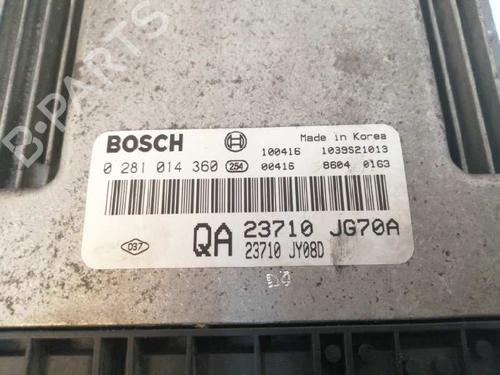 B-PARTS
BOSCH
Made in Korea
100416 1039S21013
0 281 014 360 254 00416 8604 0163
037 QA 23710 JG70A
23710 JY08D